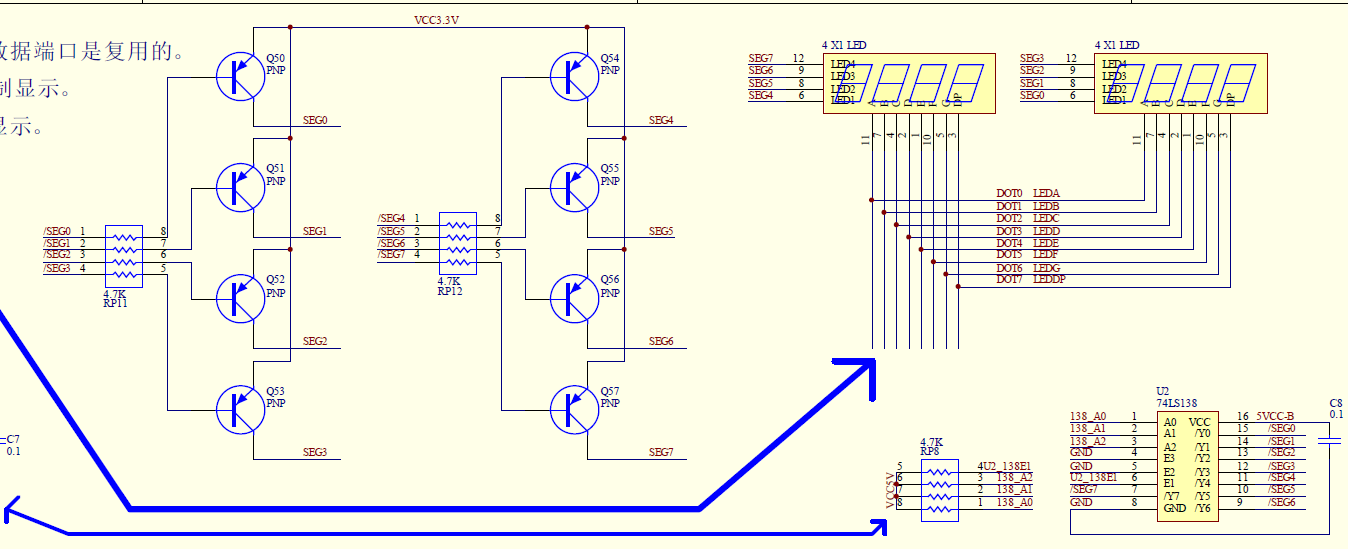 VCC3.3V
数据端口是复用的。
制显示。
显示。
Q50
PNP
SEG0
Q51
PNP
SEG1
Q52
PNP
SEG2
Q53
PNP
SEG3
/SEG0 1 8
/SEG1 2 7
/SEG2 3 6
/SEG3 4 5
4.7K
RP11
Q54
PNP
SEG4
Q55
PNP
SEG5
Q56
PNP
SEG6
Q57
PNP
SEG7
/SEG4 1 8
/SEG5 2 7
/SEG6 3 6
/SEG7 4 5
4.7K
RP12
4 X1 LED
SEG7 12 LED4
SEG6 9 LED3
SEG5 8 LED2
SEG4 6 LED1
A B C D E F G DP
11 7 4 2 1 10 5 3
4 X1 LED
SEG3 12 LED4
SEG2 9 LED3
SEG1 8 LED2
SEG0 6 LED1
A B C D E F G DP
11 7 4 2 1 10 5 3
DOT0 LEDA
DOT1 LEDB
DOT2 LEDC
DOT3 LEDD
DOT4 LEDE
DOT5 LEDF
DOT6 LEDG
DOT7 LEDDP
C7
0.1
4.7K
RP8
VCC5V
5 4 U2_138E1
6 3 138_A2
7 2 138_A1
8 1 138_A0
U2
74LS138
138_A0 1 A0 VCC 16 5VCC-B
138_A1 2 A1 /Y0 15 /SEG0
138_A2 3 A2 /Y1 14 /SEG1
GND 4 E3 /Y2 13 /SEG2
GND 5 E2 /Y3 12 /SEG3
U2_138E1 6 E1 /Y4 11 /SEG4
/SEG7 7 /Y7 /Y5 10 /SEG5
GND 8 GND /Y6 9 /SEG6
C8
0.1